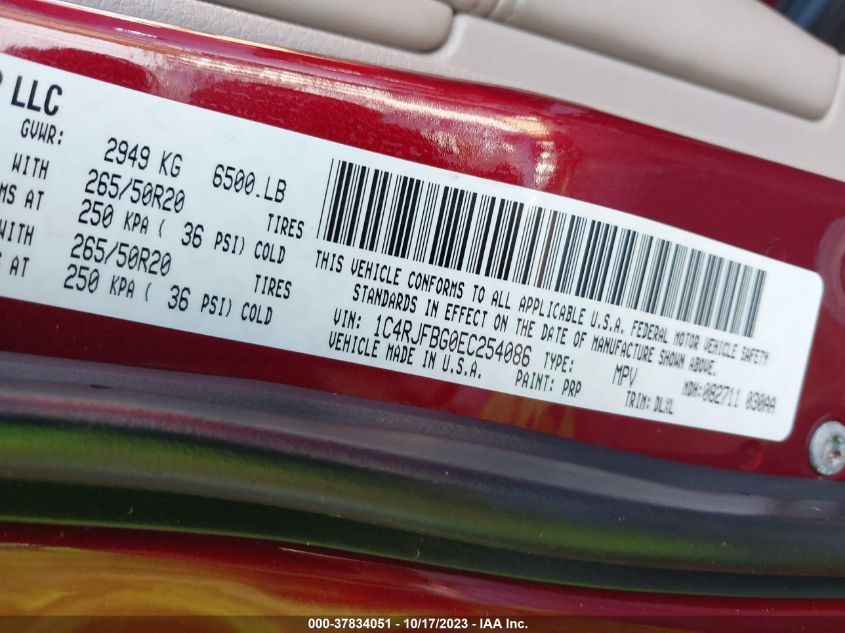 P LLC
GVWR: 2949 KG 6500.LB
WITH 265/50R20 TIRES
MS AT 250 KPA ( 36 PSI) COLD
WITH 265/50R20 TIRES
S AT 250 KPA ( 36 PSI) COLD
THIS VEHICLE CONFORMS TO ALL APPLICABLE U.S.A. FEDERAL MOTOR VEHICLE SAFETY
STANDARDS IN EFFECT ON THE DATE OF MANUFACTURE SHOWN ABOVE.
VIN: 1C4RJFBG0EC254086 TYPE: MPV
VEHICLE MADE IN U.S.A. PAINT: PRP MDH:082711 030AA
TRIM: DLXL
000-37834051 - 10/17/2023 - IAA Inc.